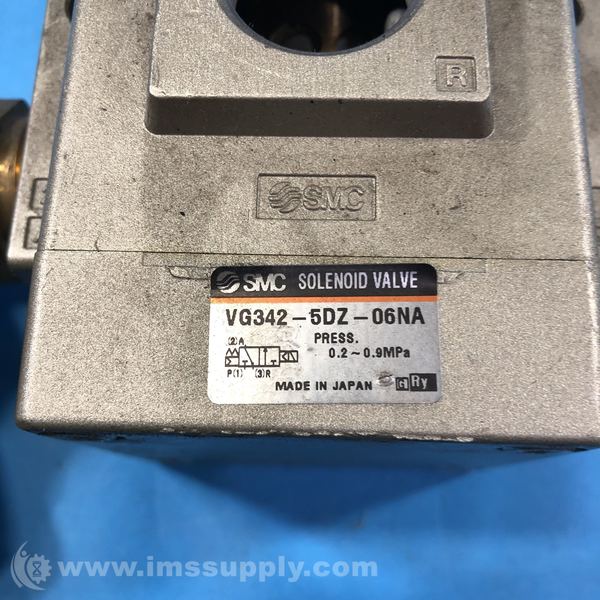 R
SMC
SMC SOLENOID VALVE
VG342-5DZ-06NA
PRESS.
(2)A
0.2~0.9MPa
P(1) (3)R
MADE IN JAPAN
Ry
www.imssupply.com